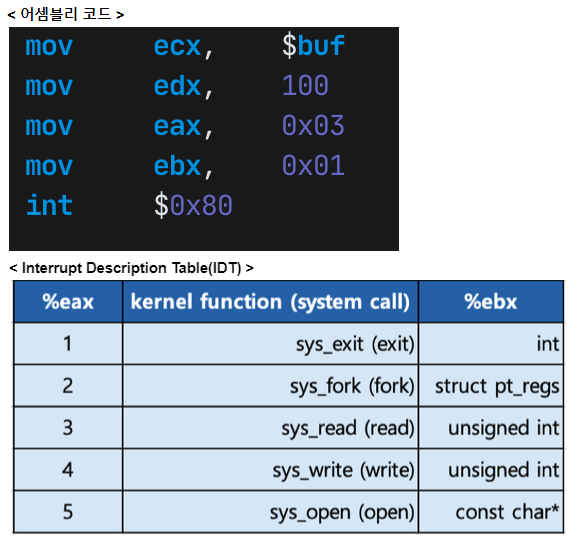 < 어셈블리 코드 >
mov ecx, $buf
mov edx, 100
mov eax, 0x03
mov ebx, 0x01
int $0x80
< Interrupt Description Table(IDT) >
%eax kernel function (system call) %ebx
1 sys_exit (exit) int
2 sys_fork (fork) struct pt_regs
3 sys_read (read) unsigned int
4 sys_write (write) unsigned int
5 sys_open (open) const char*